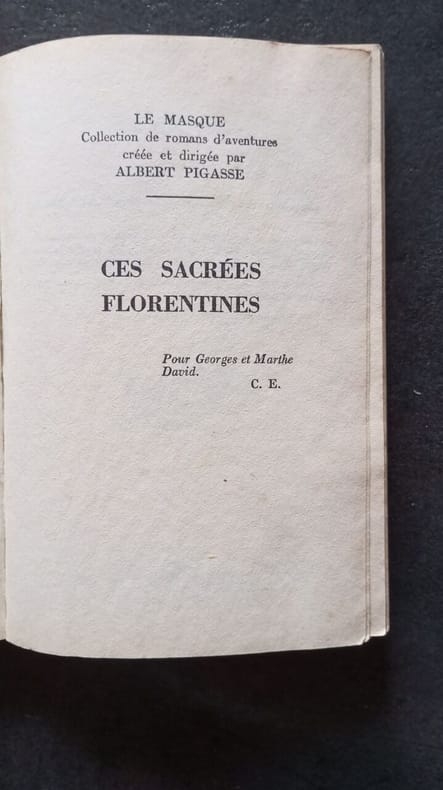 LE MASQUE
Collection de romans d'aventures
créée et dirigée par
ALBERT PIGASSE
CES SACRÉES
FLORENTINES
Pour Georges et Marthe
David.
C. E.